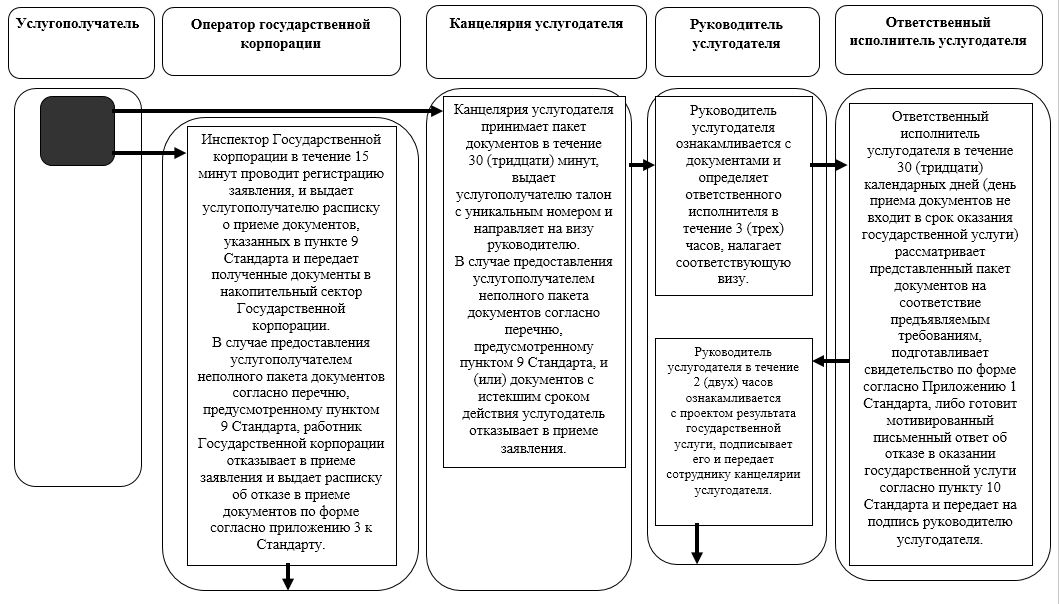 Услугополучатель
Оператор государственной
корпорации
Канцелярия услугодателя
Руководитель
услугодателя
Ответственный
исполнитель услугодателя
Инспектор Государственной
корпорации в течение 15
минут проводит регистрацию
заявления, и выдает
услугополучателю расписку
о приеме документов,
указанных в пункте 9
Стандарта и передает
полученные документы в
накопительный сектор
Государственной
корпорации.
В случае предоставления
услугополучателем
неполного пакета документов
согласно перечню,
предусмотренному пунктом
9 Стандарта, работник
Государственной корпорации
отказывает в приеме
заявления и выдает расписку
об отказе в приеме
документов по форме
согласно приложению 3 к
Стандарту.
Канцелярия услугодателя
принимает пакет
документов в течение
30 (тридцати) минут,
выдает
услугополучателю талон
с уникальным номером и
направляет на визу
руководителю.
В случае предоставления
услугополучателем
неполного пакета
документов согласно
перечню,
предусмотренному
пунктом 9 Стандарта, и
(или) документов с
истекшим сроком
действия услугодатель
отказывает в приеме
заявления.
Руководитель
услугодателя
ознакамливается с
документами и
определяет
ответственного
исполнителя в
течение 3 (трех)
часов, налагает
соответствующую
визу.
Руководитель
услугодателя в течение
2 (двух) часов
ознакамливается
с проектом результата
государственной
услуги, подписывает
его и передает
сотруднику канцелярии
услугодателя.
Ответственный
исполнитель
услугодателя в течение
30 (тридцати)
календарных дней (день
приема документов не
входит в срок оказания
государственной услуги)
рассматривает
представленный пакет
документов на
соответствие
предъявляемым
требованиям,
подготавливает
свидетельство по форме
согласно Приложению 1
Стандарта, либо готовит
мотивированный
письменный ответ об
отказе в оказании
государственной услуги
согласно пункту 10
Стандарта и передает на
подпись руководителю
услугодателя.